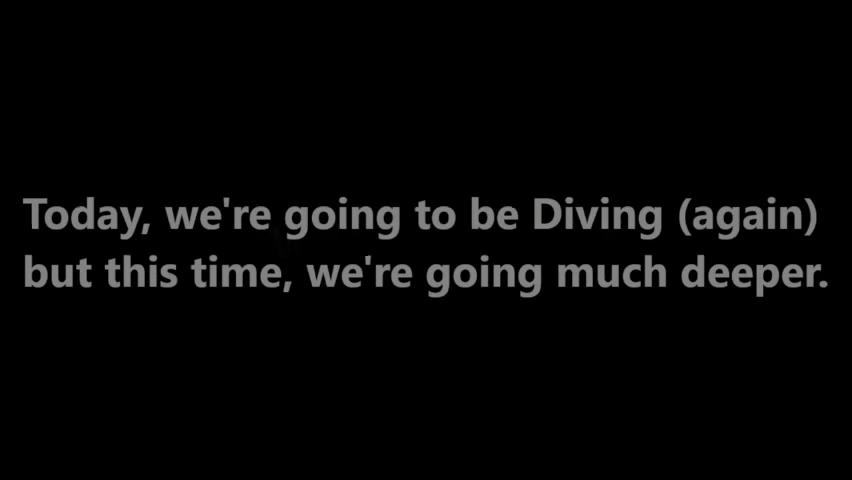 Today, we're going to be Diving (again)
but this time, we're going much deeper.